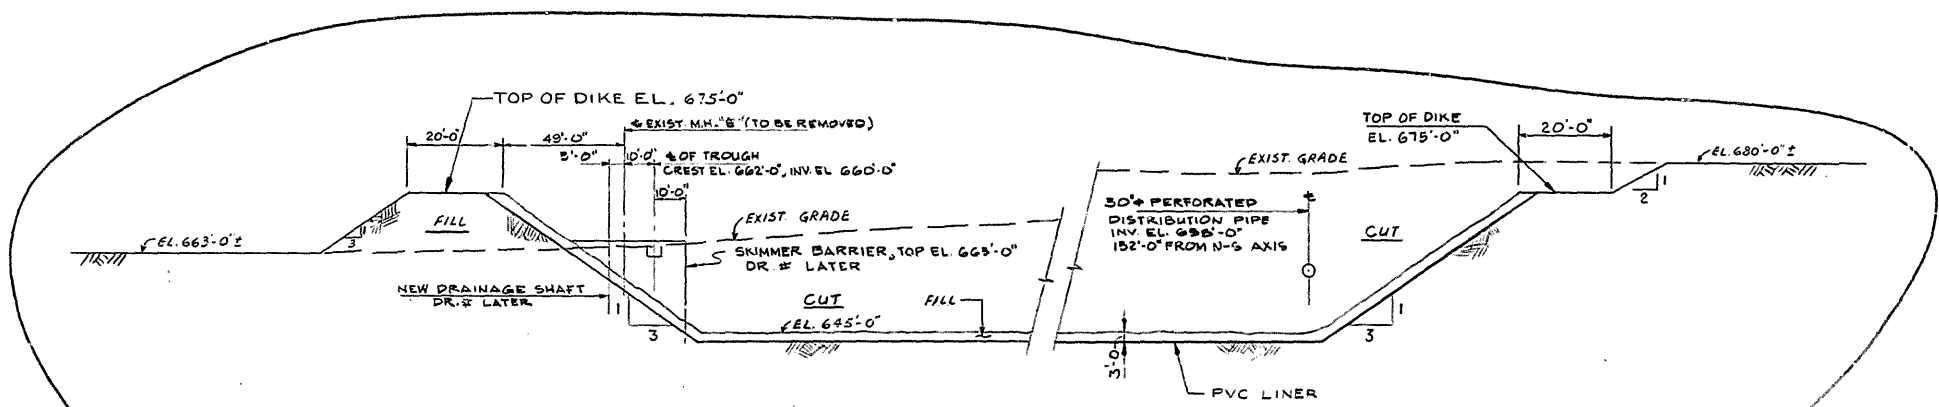 TOP OF DIKE EL. 675'-0"
20'-0"
49'-0"
℄ EXIST. M.H. "E" (TO BE REMOVED)
5'-0"
10'-0"
℄ OF TROUGH
CREST EL. 662'-0", INV. EL 660'-0"
10'-0"
FILL
EXIST. GRADE
EL. 663'-0" ±
1
3
SKIMMER BARRIER, TOP EL. 663'-0"
DR. # LATER
NEW DRAINAGE SHAFT
DR. # LATER
1
3
CUT
EL. 645'-0"
FILL
TOP OF DIKE
EL. 675'-0"
20'-0"
EXIST. GRADE
EL. 680'-0" ±
1
2
℄
30"ϕ PERFORATED
DISTRIBUTION PIPE
INV. EL. 658'-0"
152'-0" FROM N-S AXIS
CUT
1
3
3'-0"
PVC LINER